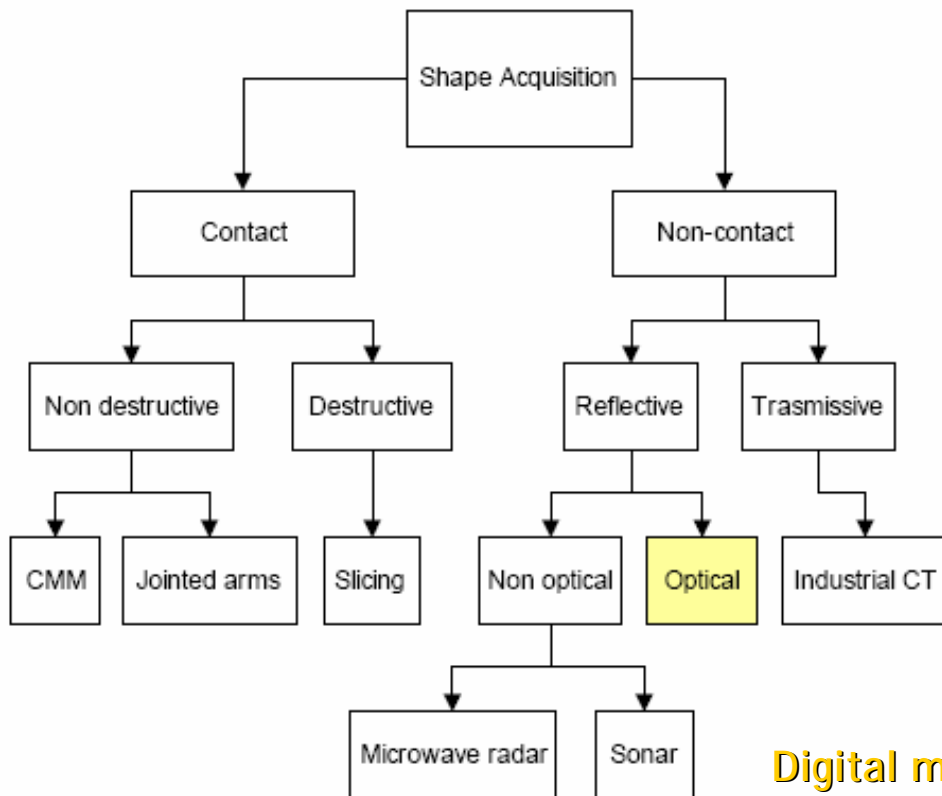 Shape Acquisition
Contact
Non-contact
Non destructive
Destructive
Reflective
Trasmissive
CMM
Jointed arms
Slicing
Non optical
Optical
Industrial CT
Microwave radar
Sonar
Digital